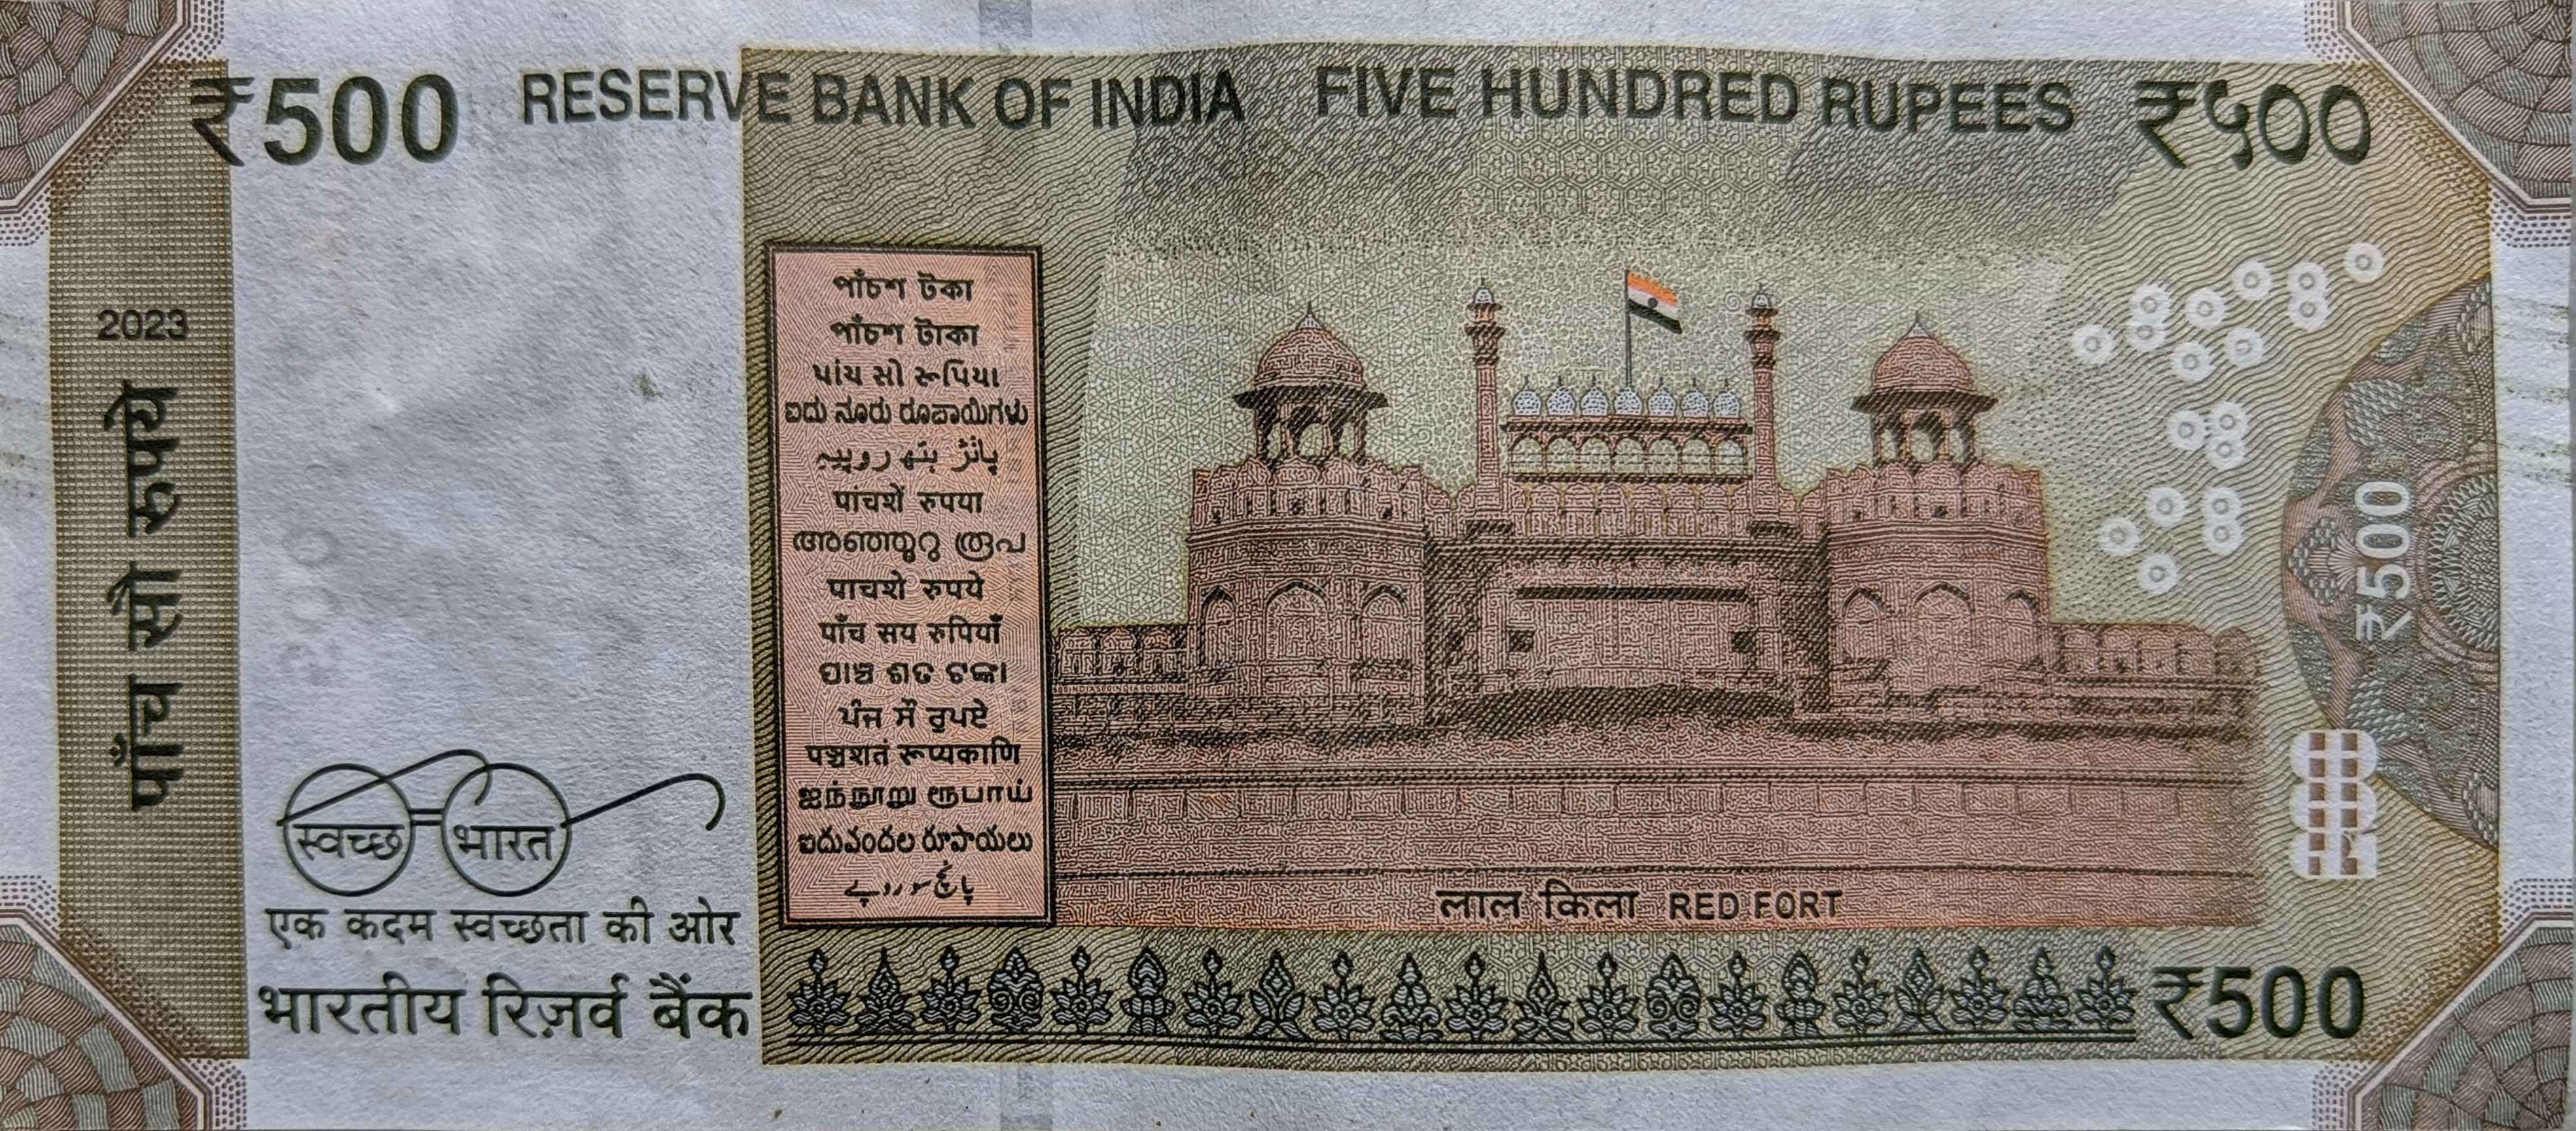 ₹500 RESERVE BANK OF INDIA FIVE HUNDRED RUPEES ₹५००
2023
पाँच सौ रुपये
পাঁচশ টকা
পাঁচশ টাকা
પાંચ સો રૂપિયા
ಐದು ನೂರು ರೂಪಾಯಿಗಳು
پانژ ہَتھ روپیہِ
पांचशें रुपया
അഞ്ഞൂറു രൂപ
पाचशे रुपये
पाँच सय रुपियाँ
ପାଞ୍ଚ ଶତ ଟଙ୍କା
ਪੰਜ ਸੌ ਰੁਪਏ
पञ्चशतं रूप्यकाणि
ஐந்நூறு ரூபாய்
ఐదువందల రూపాయలు
پانچ سو روپے
₹500
स्वच्छ भारत
एक कदम स्वच्छता की ओर
भारतीय रिज़र्व बैंक
लाल किला RED FORT
₹500